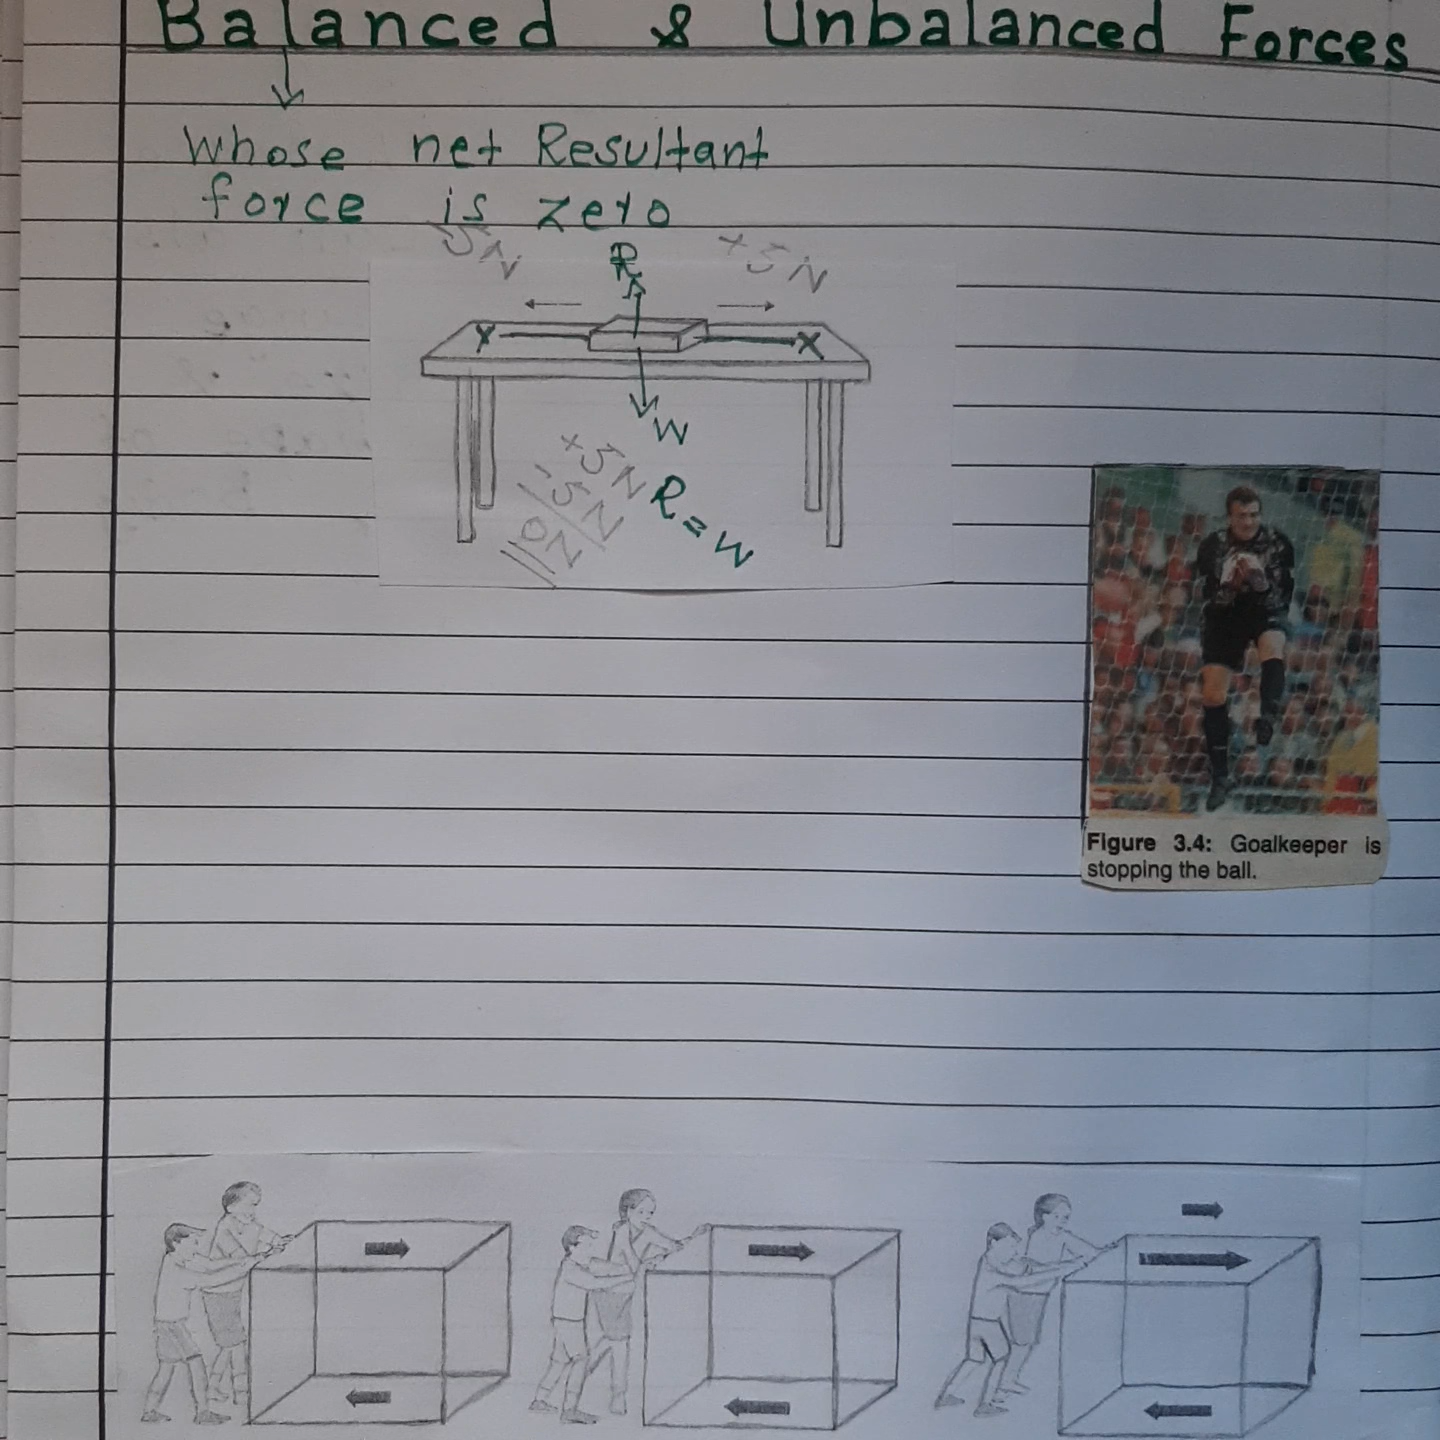 Balanced & Unbalanced Forces
Whose net Resultant
force is zero
5N
R
+5N
X
X
W
+5N
-5N
0N
R = W
Figure 3.4: Goalkeeper is
stopping the ball.